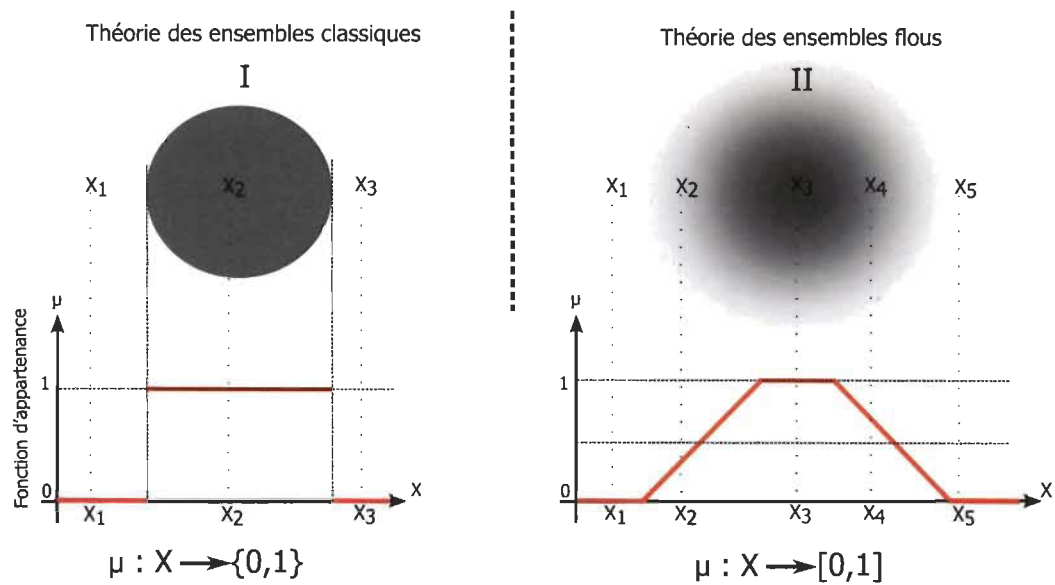 Théorie des ensembles classiques
I
X1 X2 X3
μ
Fonction d'appartenance
1
0
X
X1 X2 X3
μ : X → {0,1}
Théorie des ensembles flous
II
X1 X2 X3 X4 X5
μ
1
0
X
X1 X2 X3 X4 X5
μ : X → [0,1]